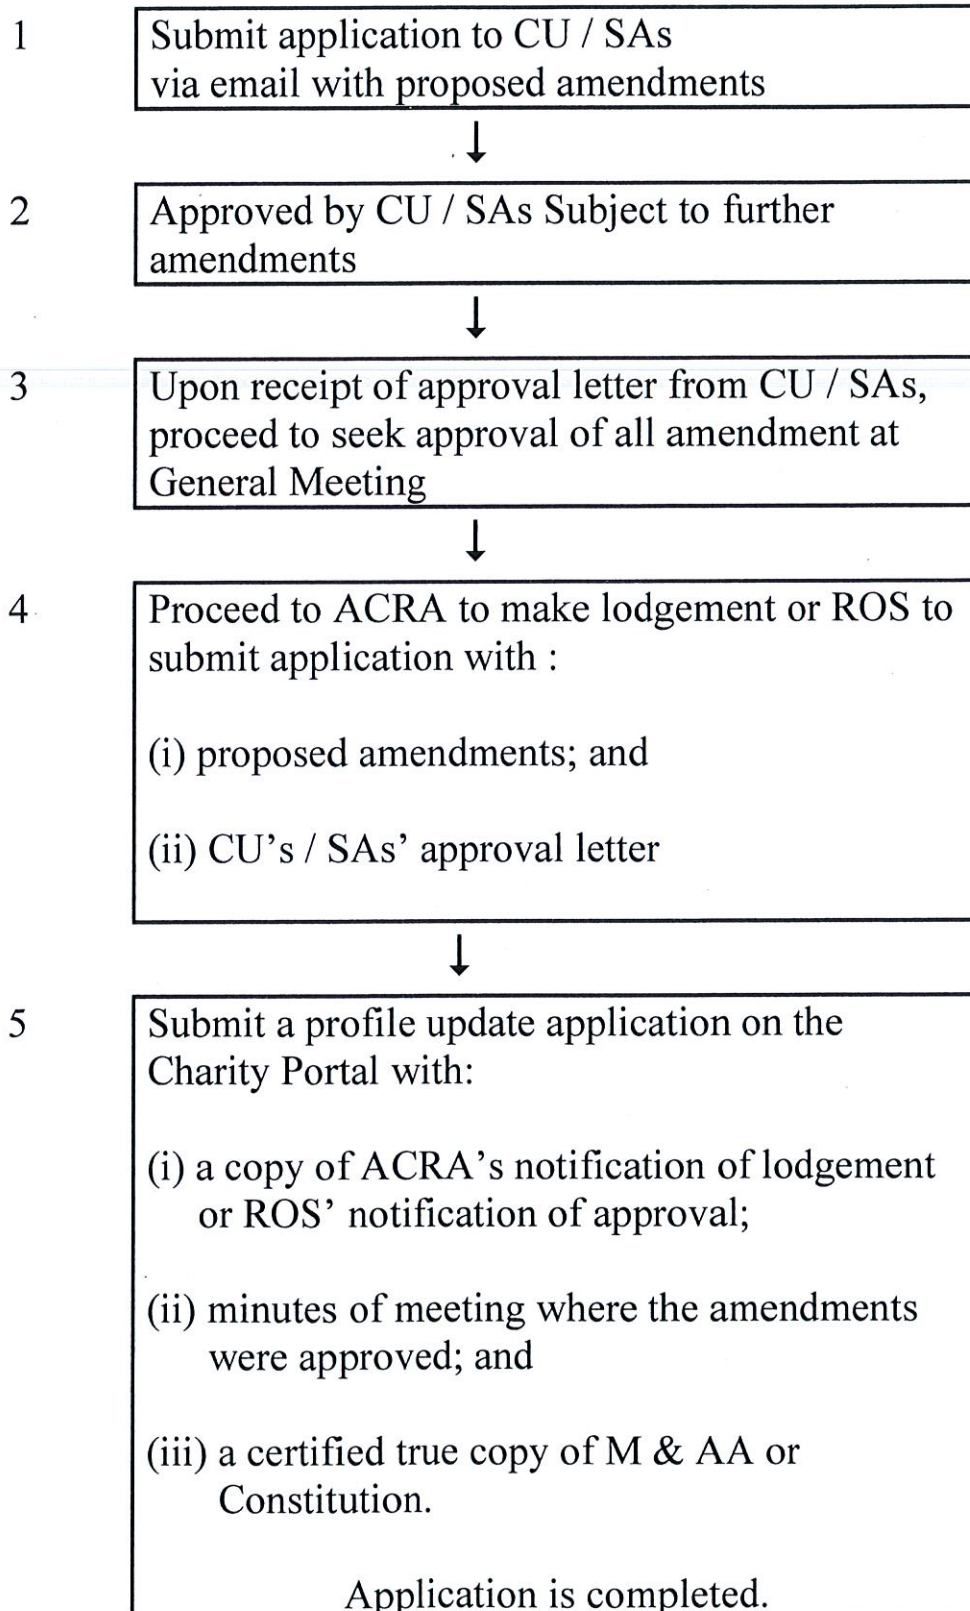 1
Submit application to CU / SAs
via email with proposed amendments
2
Approved by CU / SAs Subject to further
amendments
3
Upon receipt of approval letter from CU / SAs,
proceed to seek approval of all amendment at
General Meeting
4
Proceed to ACRA to make lodgement or ROS to
submit application with :
(i) proposed amendments; and
(ii) CU’s / SAs’ approval letter
5
Submit a profile update application on the
Charity Portal with:
(i) a copy of ACRA’s notification of lodgement
or ROS’ notification of approval;
(ii) minutes of meeting where the amendments
were approved; and
(iii) a certified true copy of M & AA or
Constitution.
Application is completed.